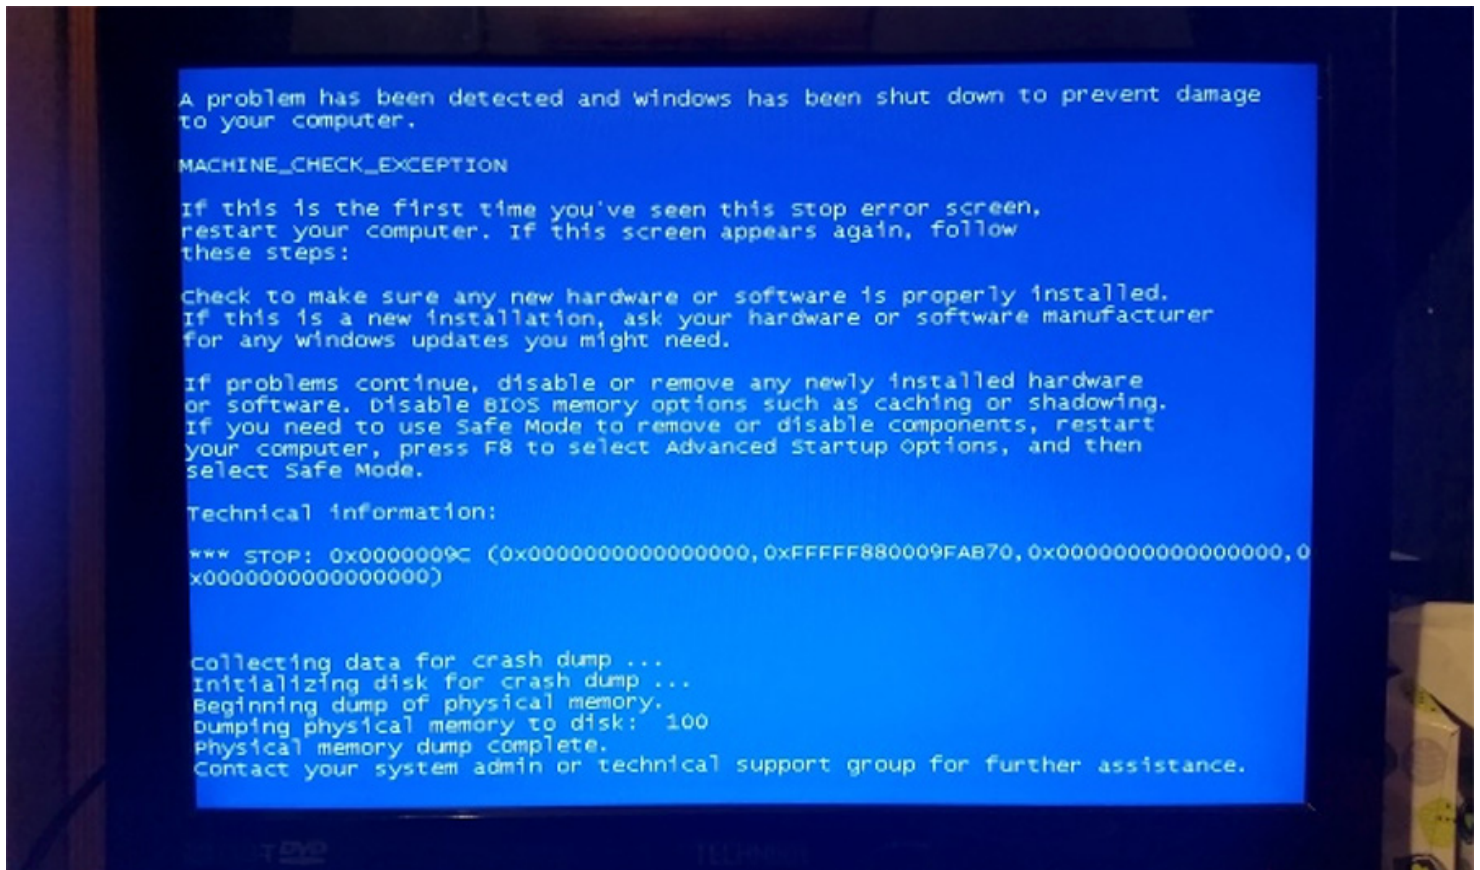 A problem has been detected and Windows has been shut down to prevent damage
to your computer.
MACHINE_CHECK_EXCEPTION
If this is the first time you've seen this Stop error screen,
restart your computer. If this screen appears again, follow
these steps:
Check to make sure any new hardware or software is properly installed.
If this is a new installation, ask your hardware or software manufacturer
for any Windows updates you might need.
If problems continue, disable or remove any newly installed hardware
or software. Disable BIOS memory options such as caching or shadowing.
If you need to use Safe Mode to remove or disable components, restart
your computer, press F8 to select Advanced Startup Options, and then
select Safe Mode.
Technical information:
*** STOP: 0x0000009C (0x0000000000000000,0xFFFFF880009FAB70,0x0000000000000000,0
x0000000000000000)
Collecting data for crash dump ...
Initializing disk for crash dump ...
Beginning dump of physical memory.
Dumping physical memory to disk:  100
Physical memory dump complete.
Contact your system admin or technical support group for further assistance.
DVD